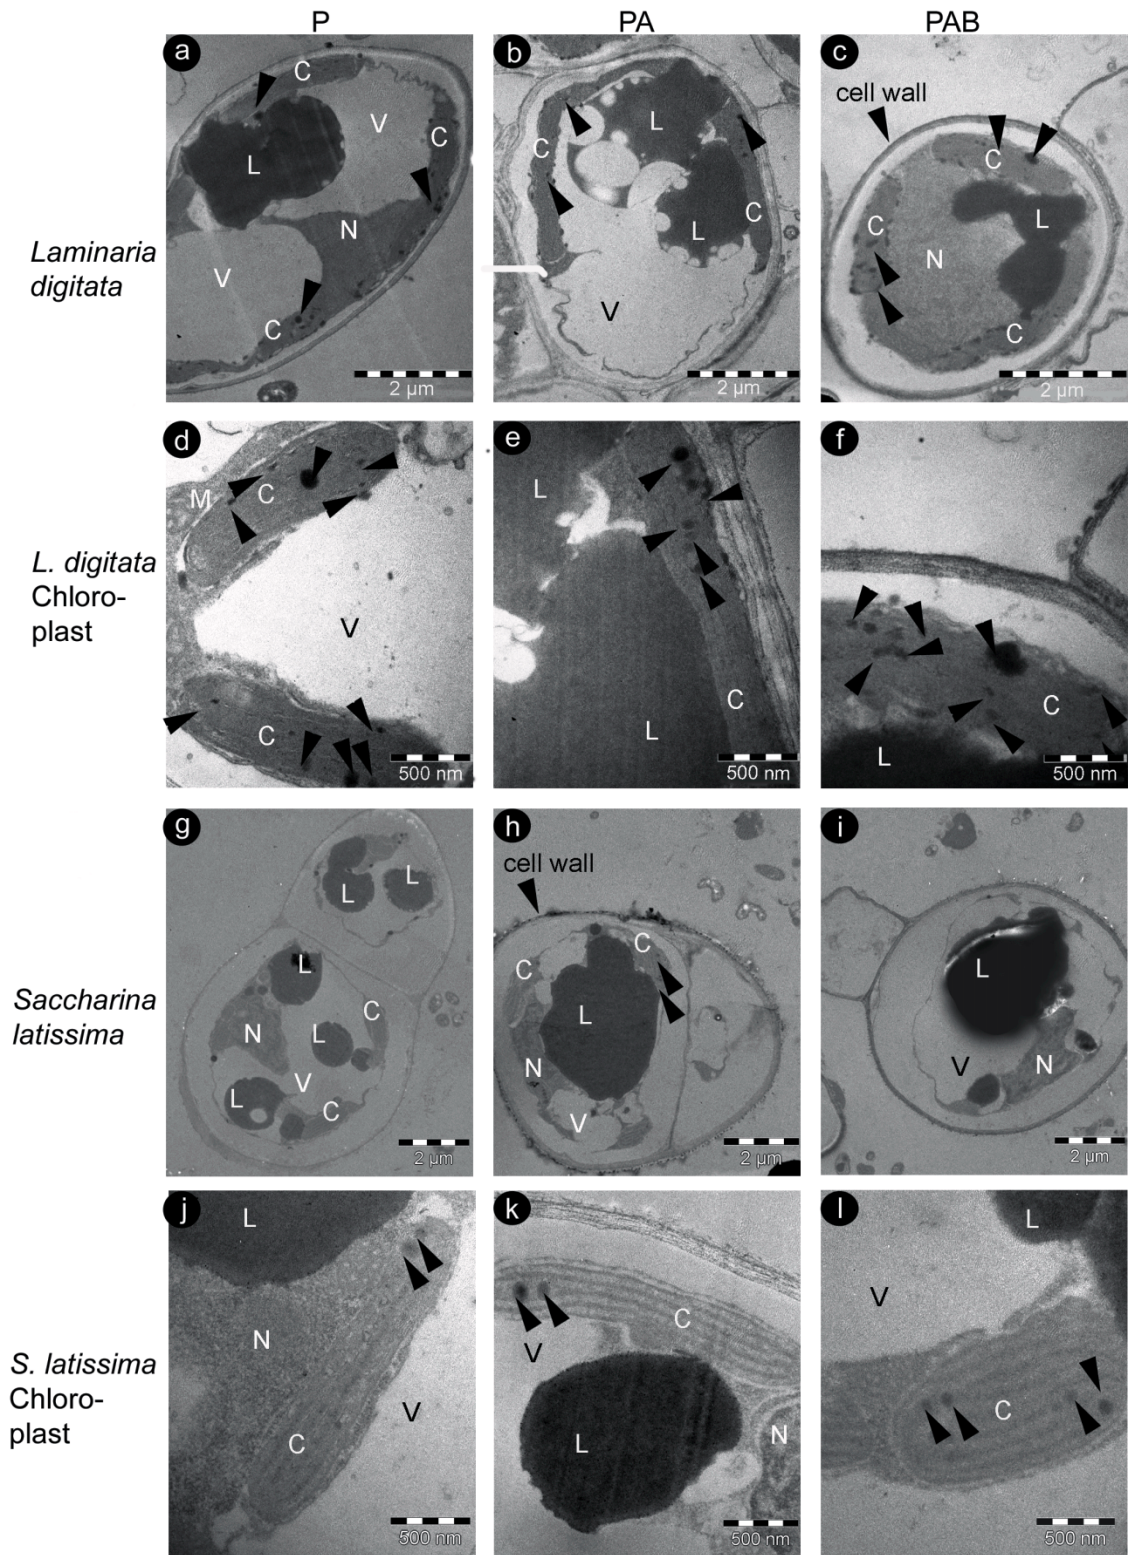 P PA PAB
a b c
C
C
V
C
L
N
V
C
2 µm
C
L
L
C
V
2 µm
cell wall
C
C
L
N
C
2 µm
Laminaria
digitata
d e f
M C
V
C
500 nm
L
C
L
500 nm
C
L
500 nm
L. digitata
Chloro-
plast
g h i
L
L
L
C
N
L
V
L
C
2 µm
cell wall
C
C
L
N
V
2 µm
L
V
N
2 µm
Saccharina
latissima
j k l
L
N
V
C
500 nm
C
V
L
N
500 nm
L
V
C
500 nm
S. latissima
Chloro-
plast